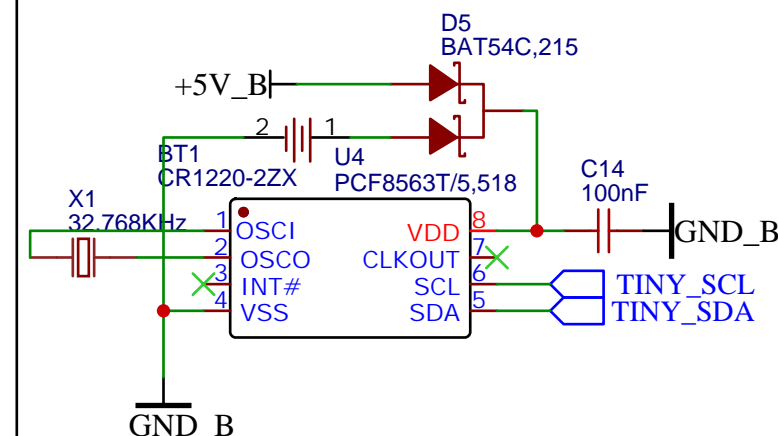 D5
BAT54C,215
+5V_B
2 1
BT1
CR1220-2ZX
U4
PCF8563T/5,518
C14
100nF
X1
32.768KHz
1 OSCI
2 OSCO
3 INT#
4 VSS
VDD 8
CLKOUT 7
SCL 6
SDA 5
GND_B
TINY_SCL
TINY_SDA
GND_B